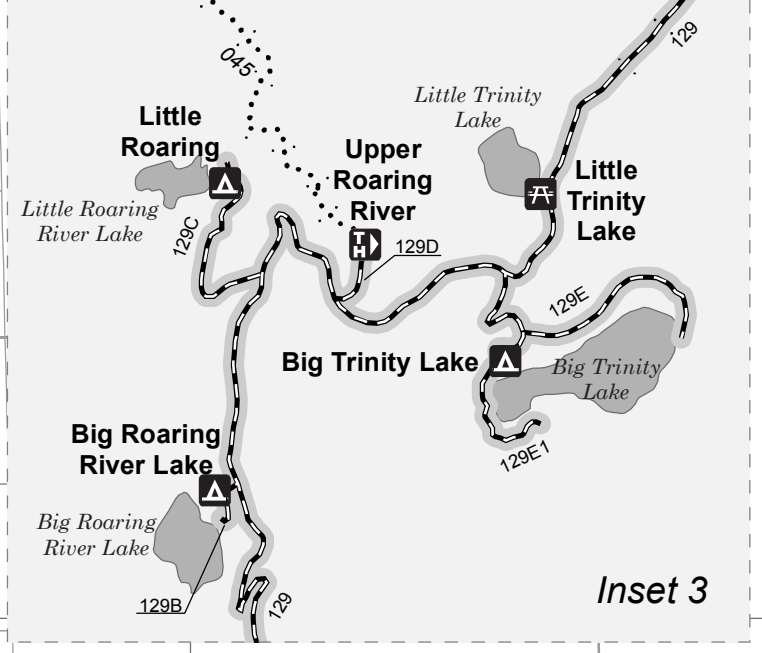 129
045
Little Trinity
Lake
Little
Roaring
Upper
Roaring
River
Little
Trinity
Lake
Little Roaring
River Lake
129C
TH
129D
129E
Big Trinity Lake
Big Trinity
Lake
Big Roaring
River Lake
129E1
Big Roaring
River Lake
Inset 3
129B
129